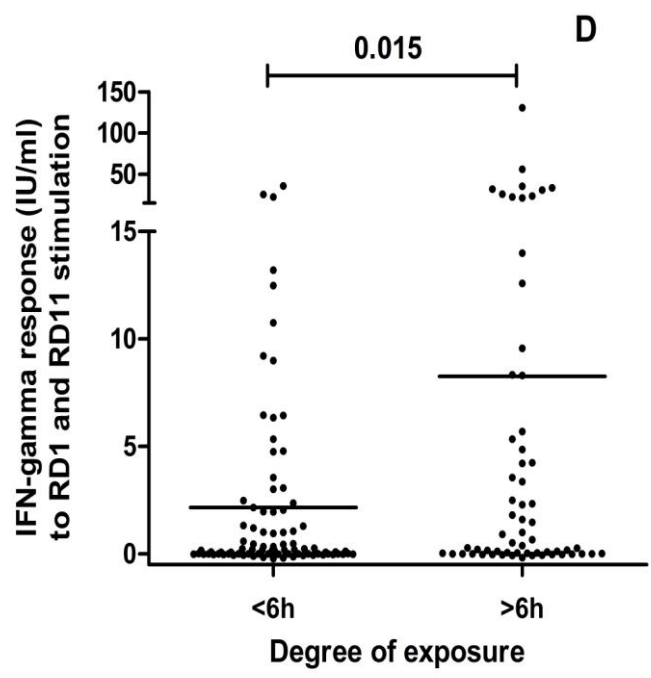 D
0.015
IFN-gamma response (IU/ml)
to RD1 and RD11 stimulation
150
100
50
15
10
5
0
<6h
>6h
Degree of exposure